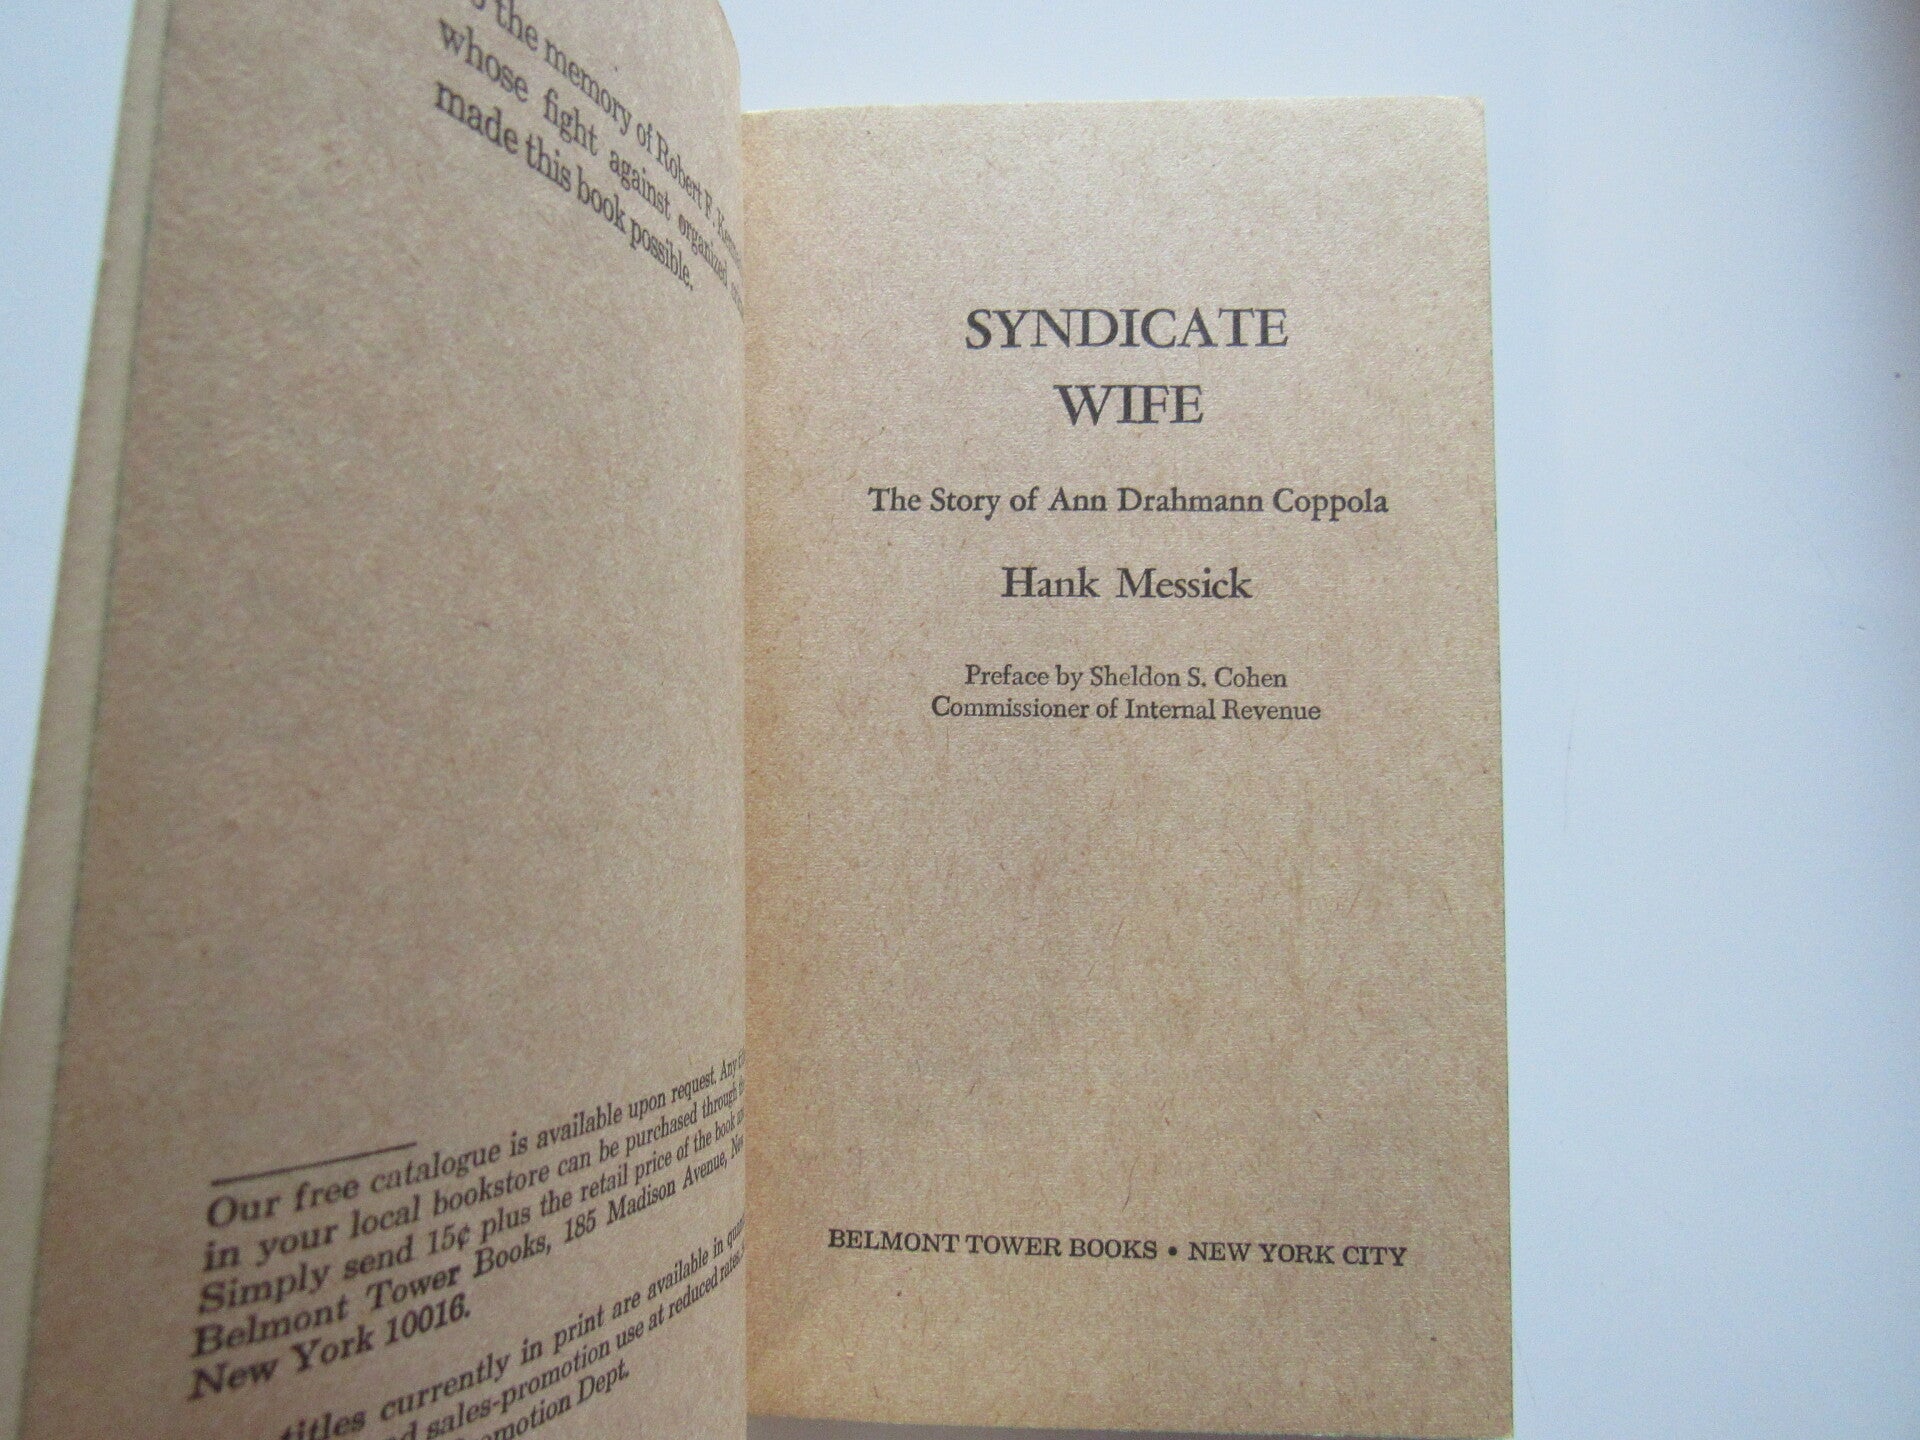 the memory of Robert F.
whose fight against organized
made this book possible.
Our free catalogue is available upon request. Any
in your local bookstore can be purchased through
Simply send 15¢ plus the retail price of the book
Belmont Tower Books, 185 Madison Avenue,
New York 10016.
titles currently in print are available in
sales-promotion use at reduced rates.
Dept.
SYNDICATE
WIFE
The Story of Ann Drahmann Coppola
Hank Messick
Preface by Sheldon S. Cohen
Commissioner of Internal Revenue
BELMONT TOWER BOOKS • NEW YORK CITY